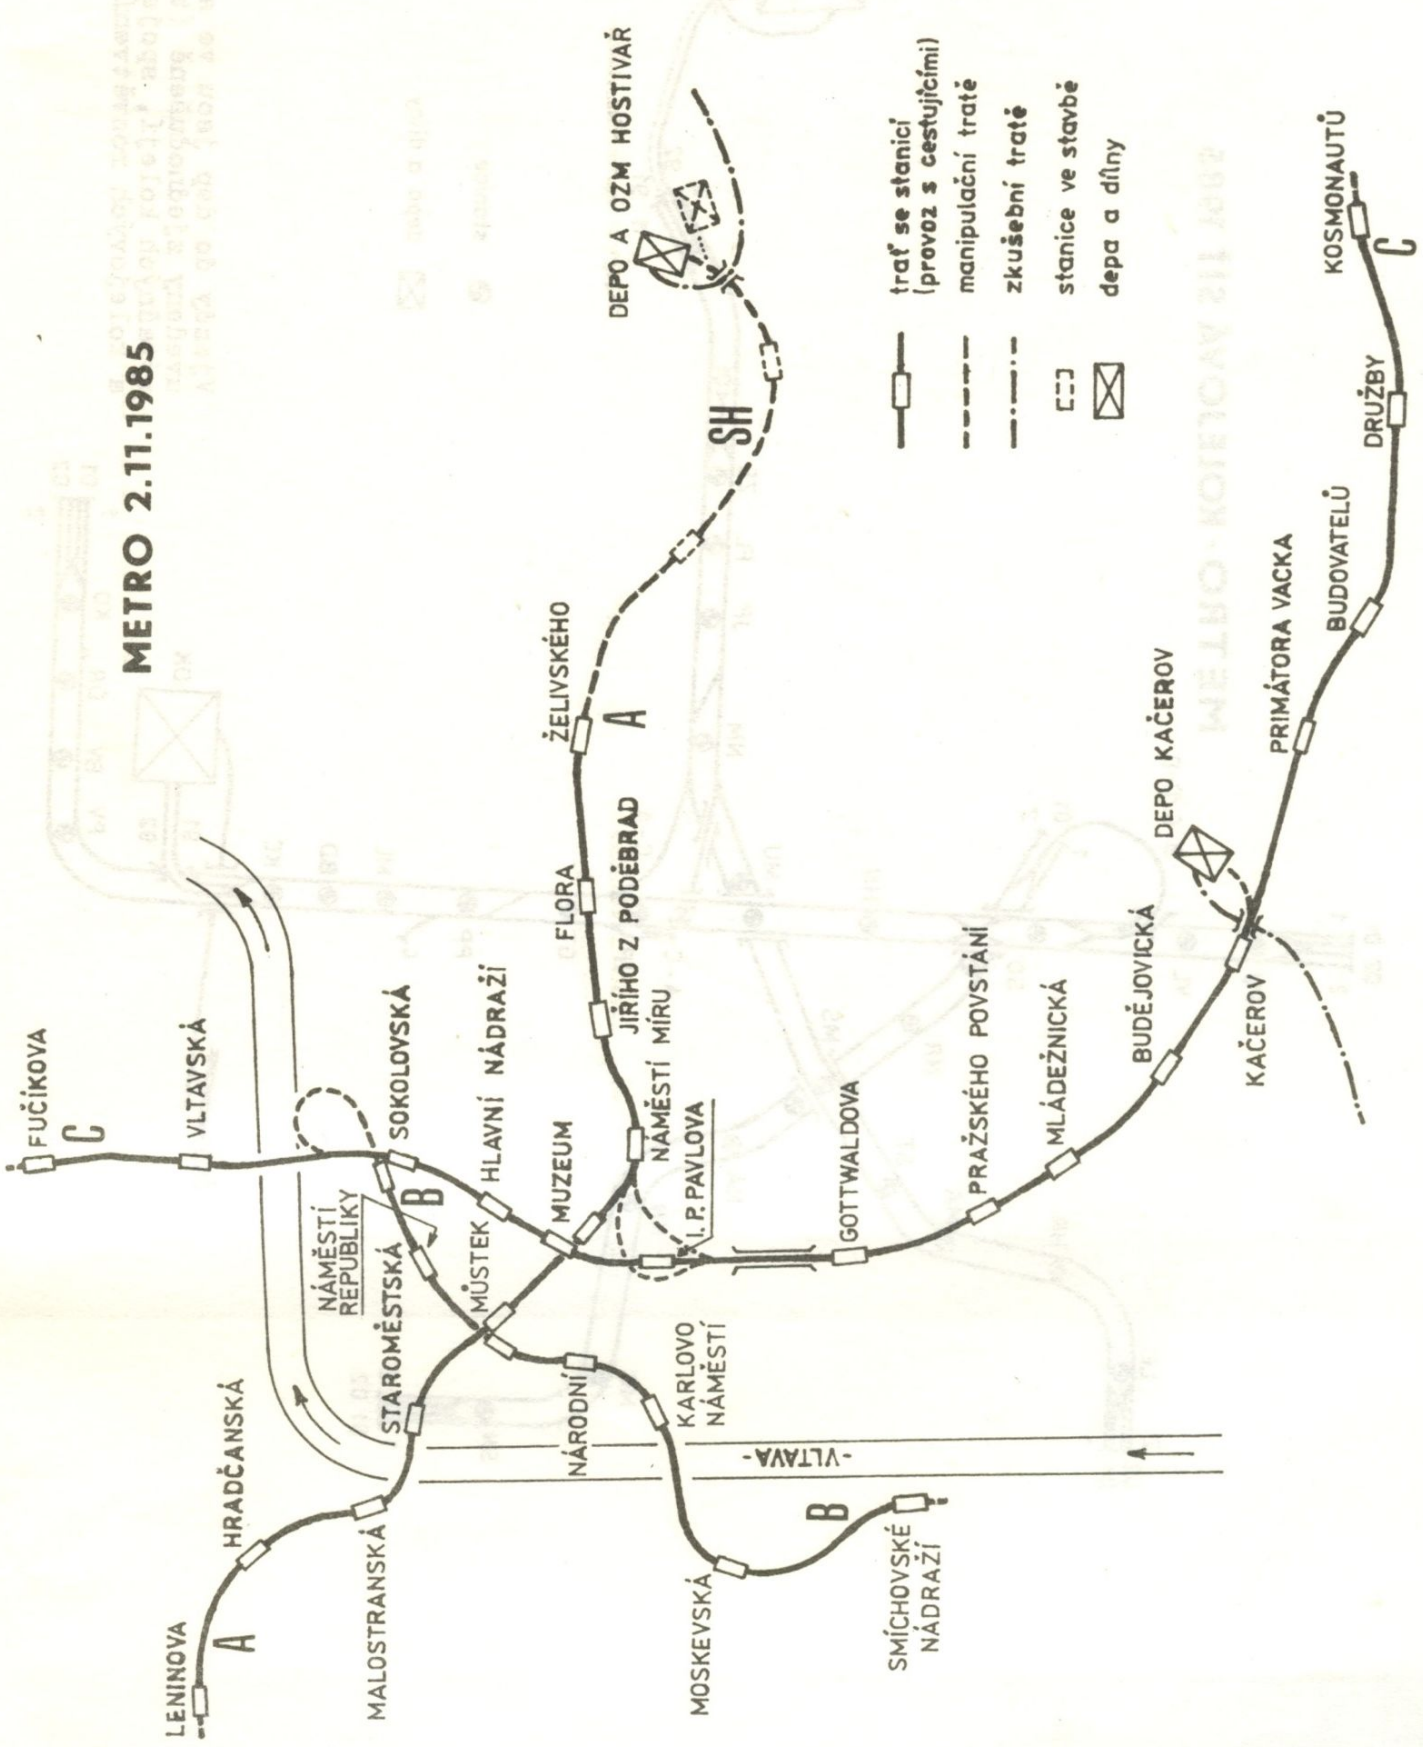 METRO 2.11.1985
FUČÍKOVA
C
VLTAVSKÁ
SOKOLOVSKÁ
HLAVNÍ NÁDRAŽÍ
MUZEUM
I. P. PAVLOVA
GOTTWALDOVA
PRAŽSKÉHO POVSTÁNÍ
MLÁDEŽNICKÁ
BUDĚJOVICKÁ
KAČEROV
DEPO KAČEROV
PRIMÁTORA VACKA
BUDOVATELŮ
DRUŽBY
KOSMONAUTŮ
C
LENINOVA
A
HRADČANSKÁ
MALOSTRANSKÁ
STAROMĚSTSKÁ
MŮSTEK
NÁMĚSTÍ MÍRU
JIŘÍHO Z PODĚBRAD
FLORA
ŽELIVSKÉHO
A
SH
DEPO A OZM HOSTIVAŘ
NÁMĚSTÍ
REPUBLIKY
B
NÁRODNÍ
KARLOVO
NÁMĚSTÍ
-VLTAVA-
MOSKEVSKÁ
B
SMÍCHOVSKÉ
NÁDRAŽÍ
trať se stanicí
(provoz s cestujícími)
manipulační tratě
zkušební tratě
stanice ve stavbě
depa a dílny